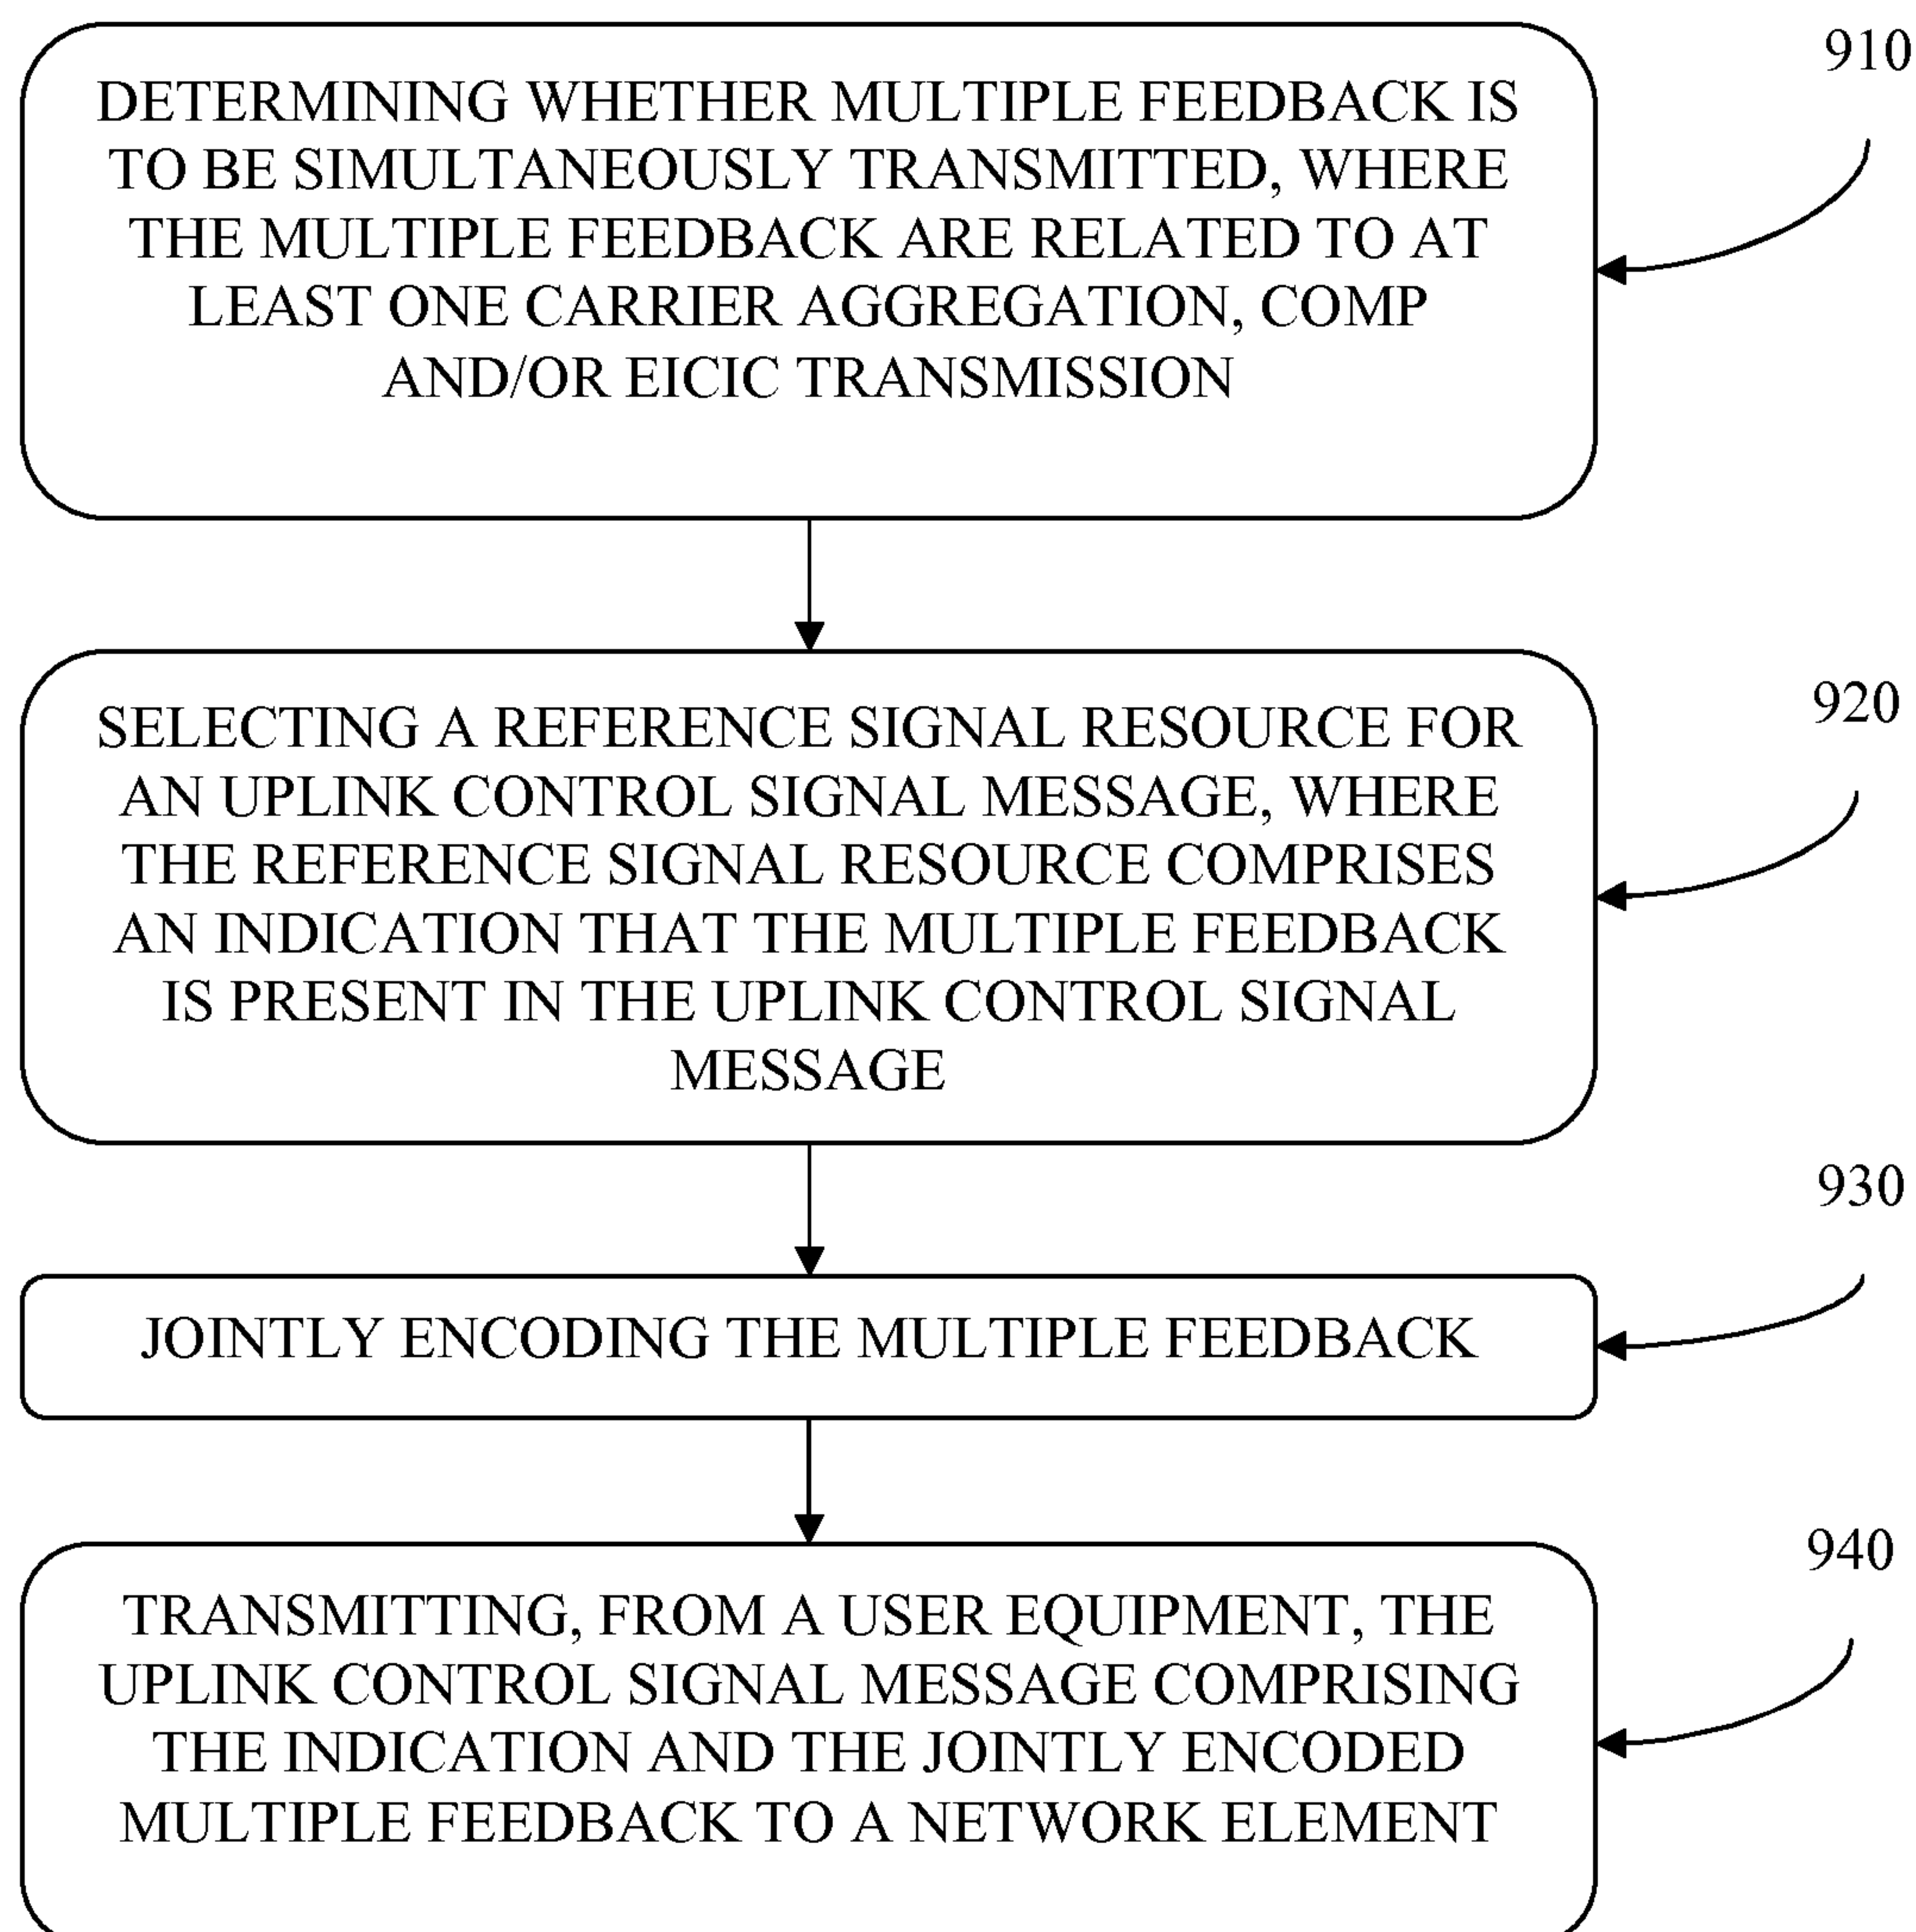 910
DETERMINING WHETHER MULTIPLE FEEDBACK IS
TO BE SIMULTANEOUSLY TRANSMITTED, WHERE
THE MULTIPLE FEEDBACK ARE RELATED TO AT
LEAST ONE CARRIER AGGREGATION, COMP
AND/OR EICIC TRANSMISSION
920
SELECTING A REFERENCE SIGNAL RESOURCE FOR
AN UPLINK CONTROL SIGNAL MESSAGE, WHERE
THE REFERENCE SIGNAL RESOURCE COMPRISES
AN INDICATION THAT THE MULTIPLE FEEDBACK
IS PRESENT IN THE UPLINK CONTROL SIGNAL
MESSAGE
930
JOINTLY ENCODING THE MULTIPLE FEEDBACK
940
TRANSMITTING, FROM A USER EQUIPMENT, THE
UPLINK CONTROL SIGNAL MESSAGE COMPRISING
THE INDICATION AND THE JOINTLY ENCODED
MULTIPLE FEEDBACK TO A NETWORK ELEMENT